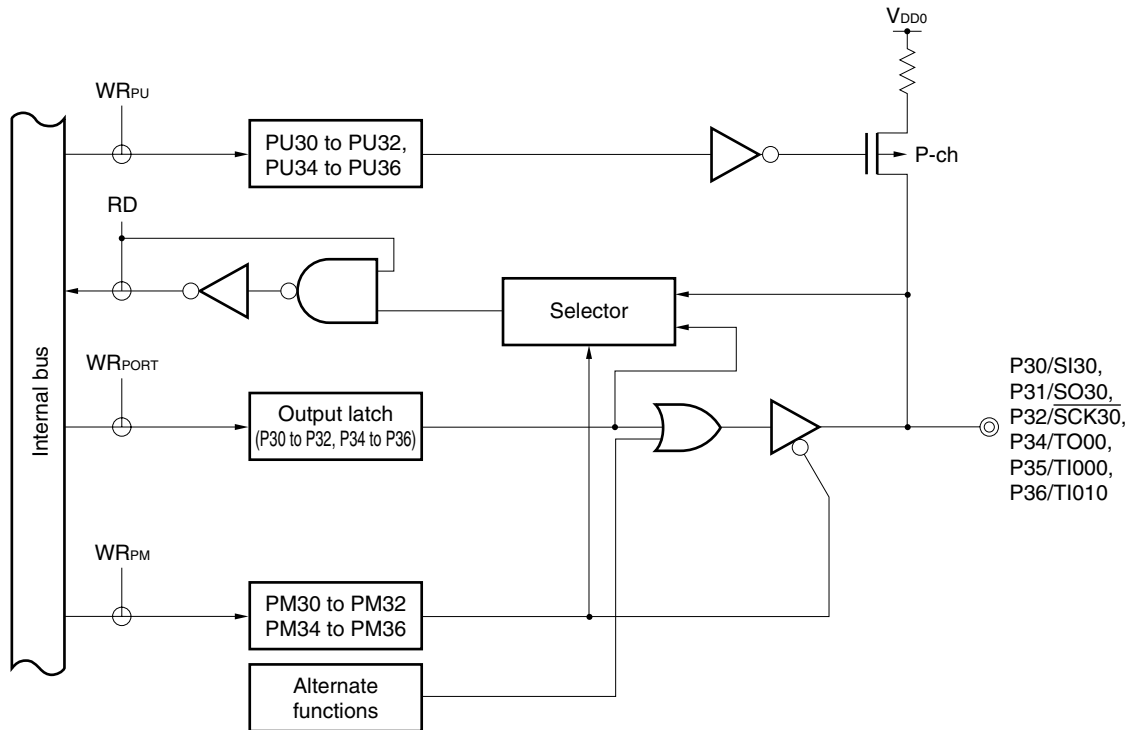 VDD0
WRPU
PU30 to PU32,
PU34 to PU36
P-ch
RD
Selector
Internal bus
WRPORT
Output latch
(P30 to P32, P34 to P36)
P30/SI30,
P31/SO30,
P32/S̅C̅K̅3̅0̅,
P34/TO00,
P35/TI000,
P36/TI010
WRPM
PM30 to PM32
PM34 to PM36
Alternate
functions